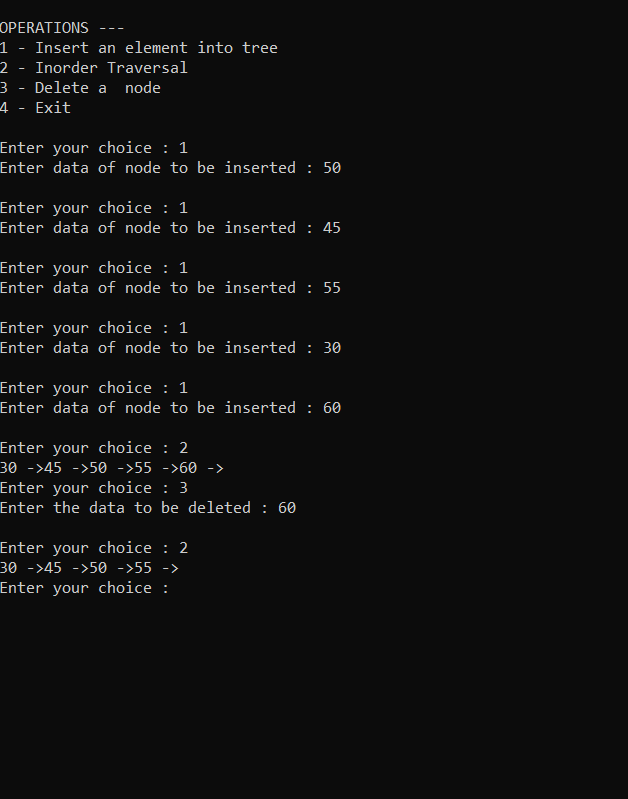 OPERATIONS ---
1 - Insert an element into tree
2 - Inorder Traversal
3 - Delete a  node
4 - Exit
Enter your choice : 1
Enter data of node to be inserted : 50
Enter your choice : 1
Enter data of node to be inserted : 45
Enter your choice : 1
Enter data of node to be inserted : 55
Enter your choice : 1
Enter data of node to be inserted : 30
Enter your choice : 1
Enter data of node to be inserted : 60
Enter your choice : 2
30 ->45 ->50 ->55 ->60 ->
Enter your choice : 3
Enter the data to be deleted : 60
Enter your choice : 2
30 ->45 ->50 ->55 ->
Enter your choice :